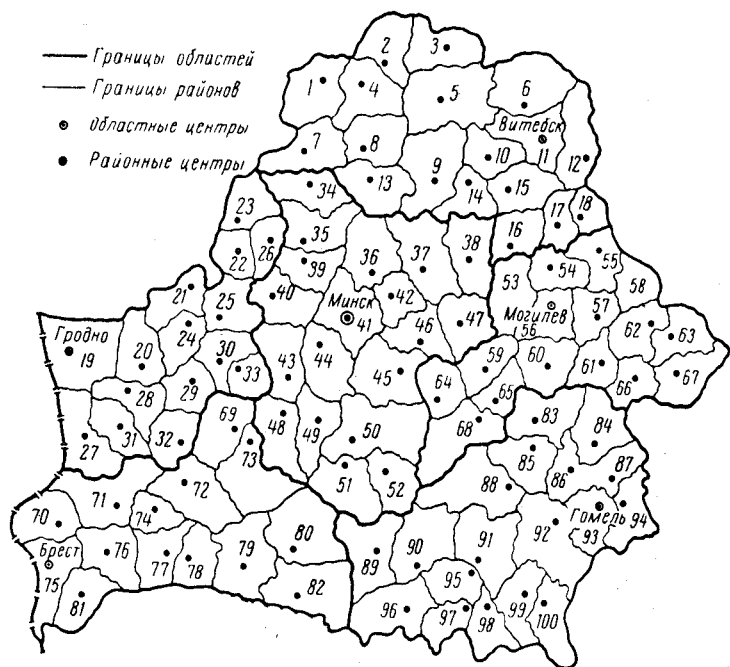 Границы областей
Границы районов
Областные центры
Районные центры
2 3
1 4 5 6
Витебск
7 8 9 10 11 12
13 14 15
34
23 16 17 18
22 26 35 36 37 38
39 53 54 55
21 25 40 Минск 42 58
Могилев
41 56 57
Гродно 24 46 47 62 63
19 20 30 33 43 44 59 60 61
28 29 45 64 65 66 67
27 31 32 69 48 49 50 68 83 84
73 85
51 52 86 87
71 72 88
70 74 Гомель 94
80 92 93
Брест 76 79 89 90 91
75 77 78 95
81 82 96 97 98 99 100